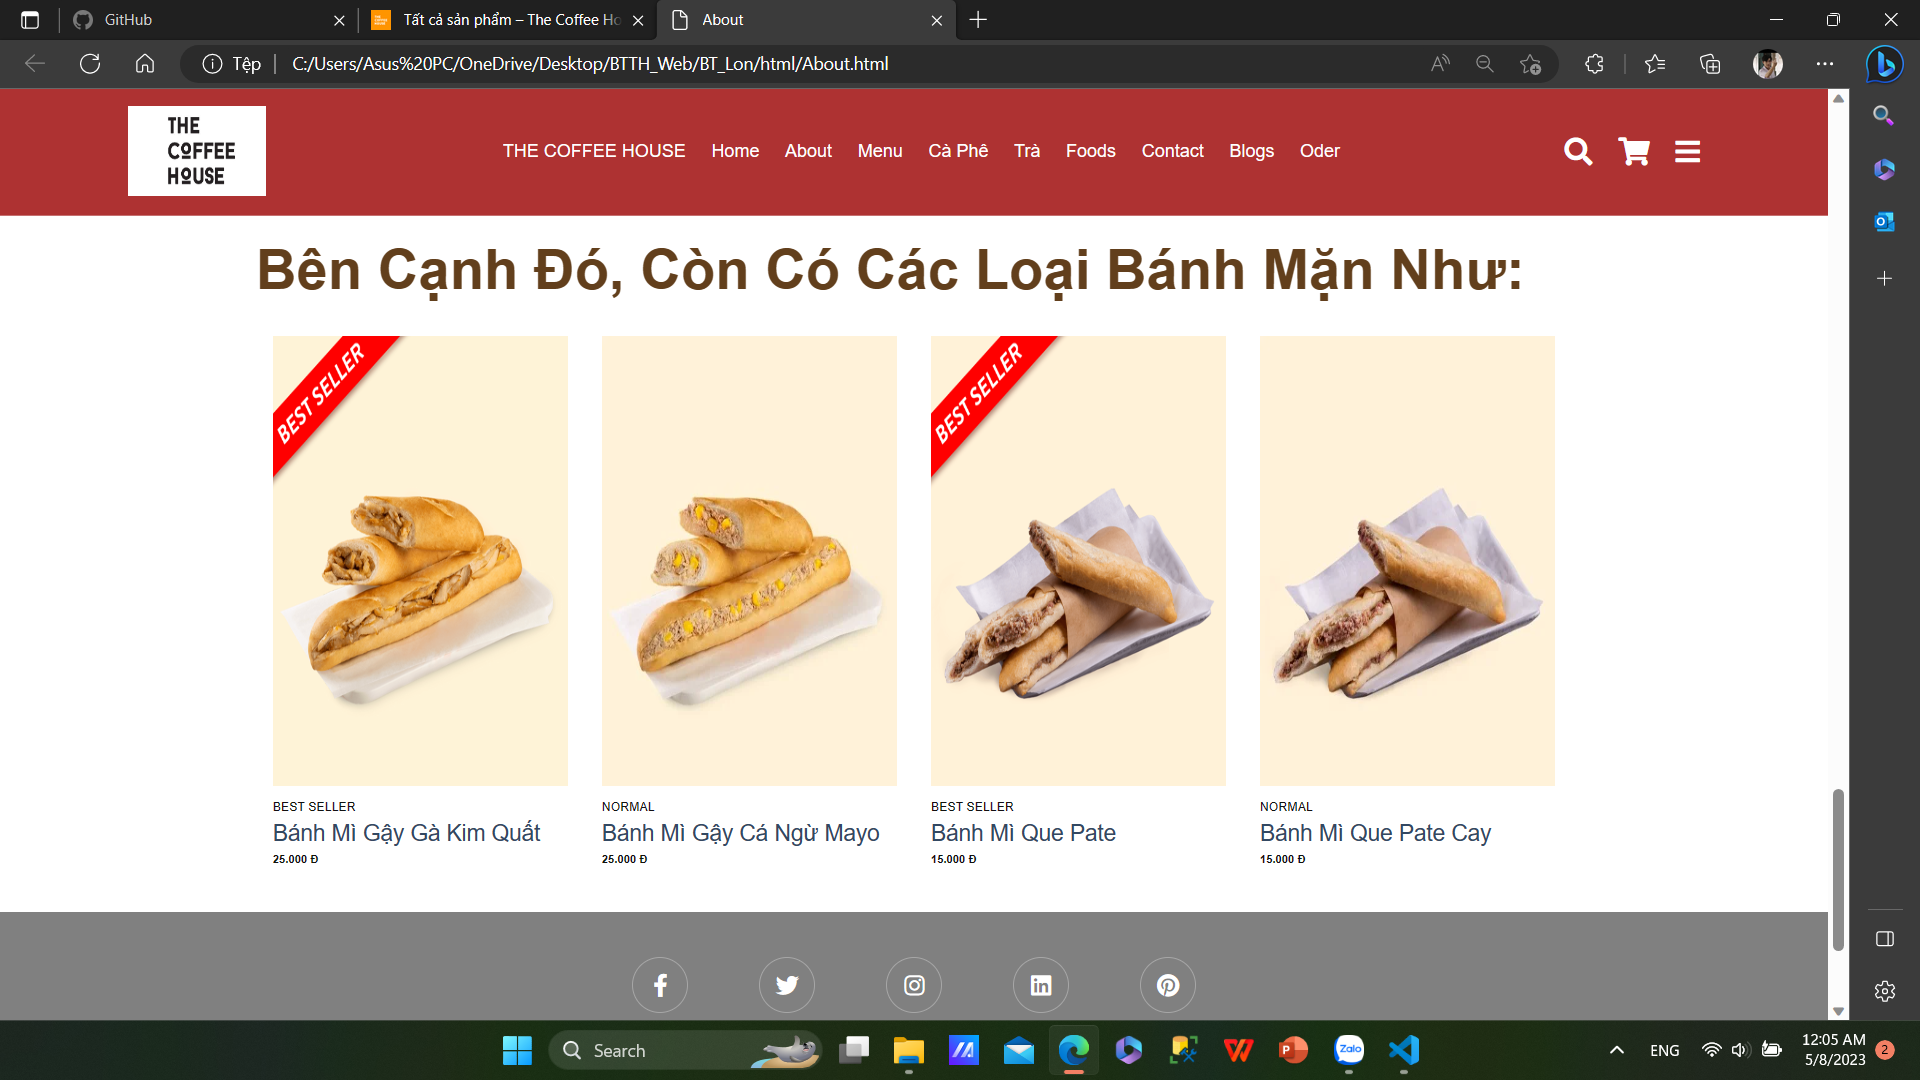 GitHub
Tất cả sản phẩm – The Coffee Ho
About
Tệp
C:/Users/Asus%20PC/OneDrive/Desktop/BTTH_Web/BT_Lon/html/About.html
THE
COFFEE
HOUSE
THE COFFEE HOUSE Home About Menu Cà Phê Trà Foods Contact Blogs Oder
Bên Cạnh Đó, Còn Có Các Loại Bánh Mặn Như:
BEST SELLER
BEST SELLER
BEST SELLER
Bánh Mì Gậy Gà Kim Quất
25.000 Đ
NORMAL
Bánh Mì Gậy Cá Ngừ Mayo
25.000 Đ
BEST SELLER
Bánh Mì Que Pate
15.000 Đ
NORMAL
Bánh Mì Que Pate Cay
15.000 Đ
Search
Zalo
ENG
12:05 AM
5/8/2023
2